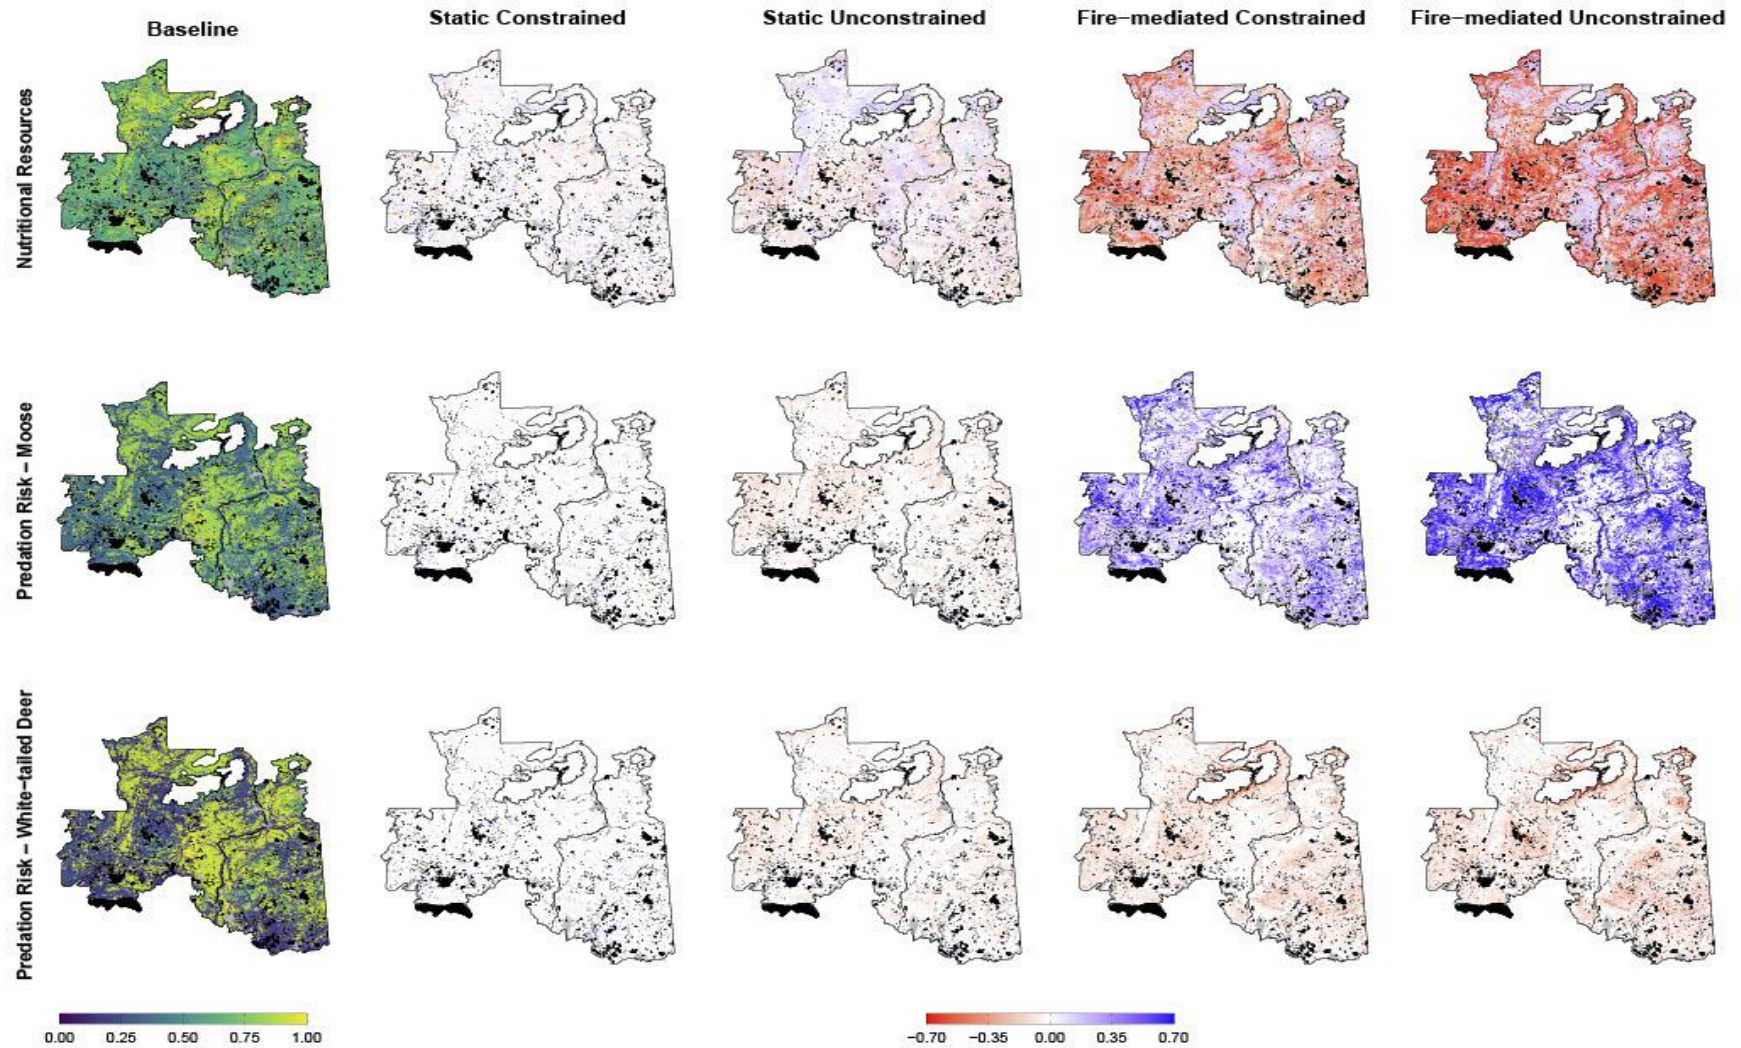 Baseline
Static Constrained
Static Unconstrained
Fire−mediated Constrained
Fire−mediated Unconstrained
Nutritional Resources
Predation Risk – Moose
Predation Risk – White−tailed Deer
0.00 0.25 0.50 0.75 1.00
−0.70 −0.35 0.00 0.35 0.70